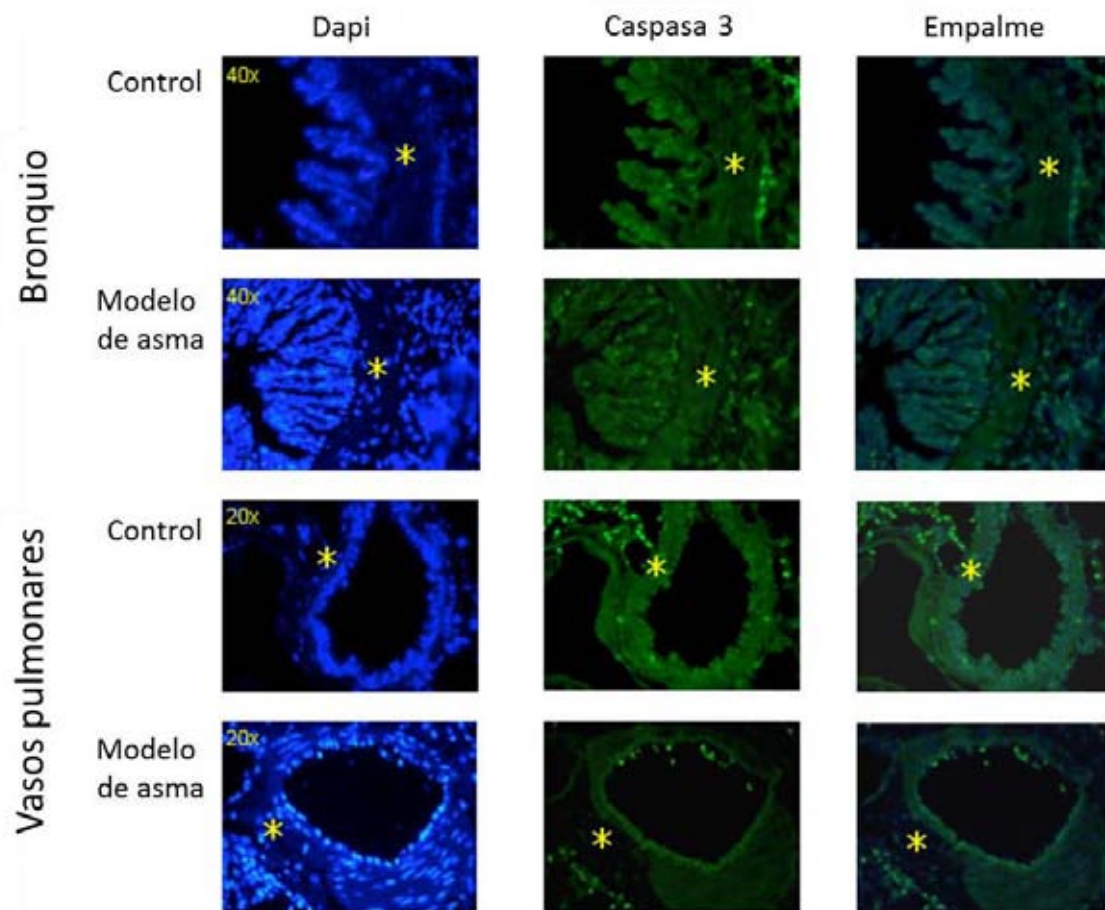 Dapi
Caspasa 3
Empalme
Bronquio
Control
40x
*
*
*
Modelo
de asma
40x
*
*
*
Vasos pulmonares
Control
20x
*
*
*
Modelo
de asma
20x
*
*
*